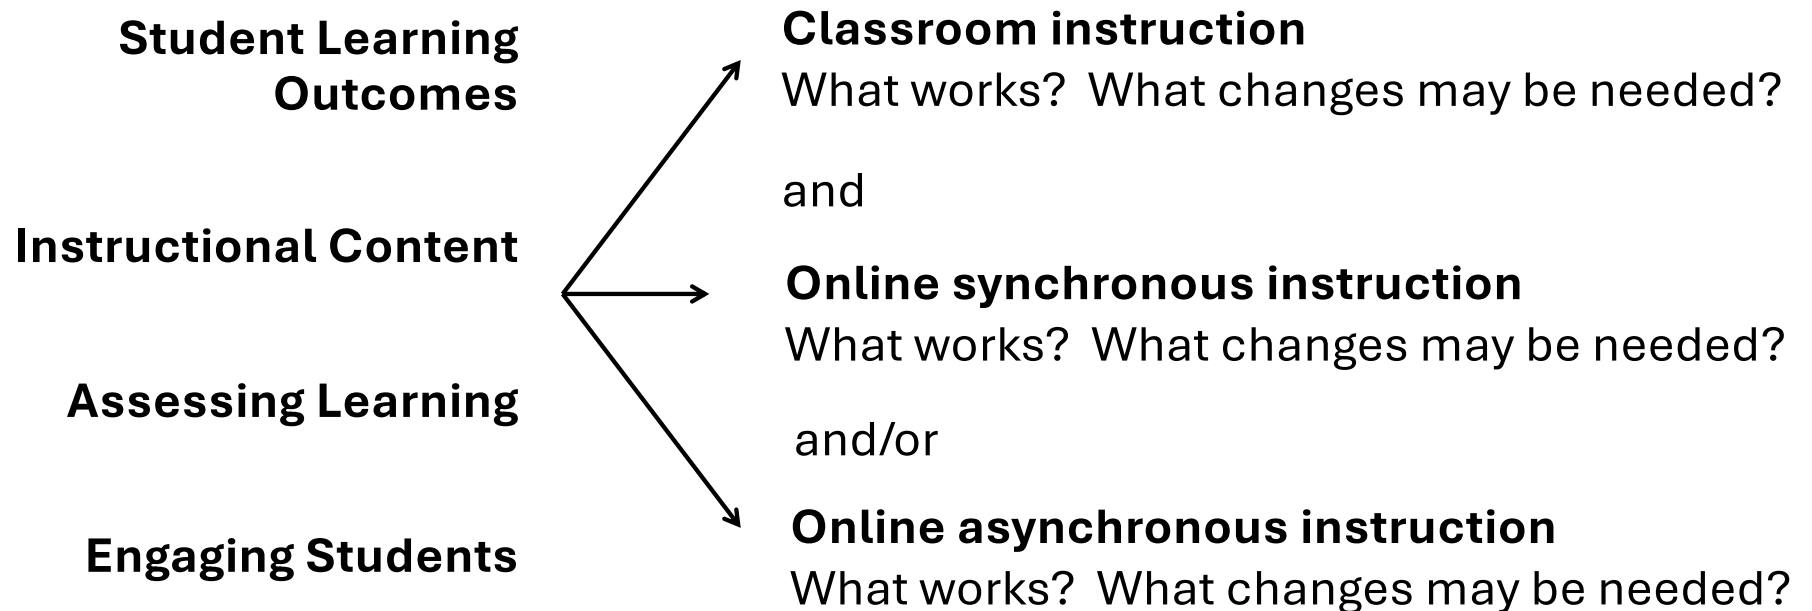 Student Learning
Outcomes
Instructional Content
Assessing Learning
Engaging Students
Classroom instruction
What works?  What changes may be needed?
and
Online synchronous instruction
What works?  What changes may be needed?
and/or
Online asynchronous instruction
What works?  What changes may be needed?